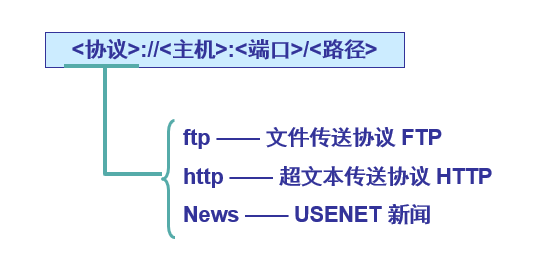 <协议>://<主机>:<端口>/<路径>
ftp —— 文件传送协议 FTP
http —— 超文本传送协议 HTTP
News —— USENET 新闻